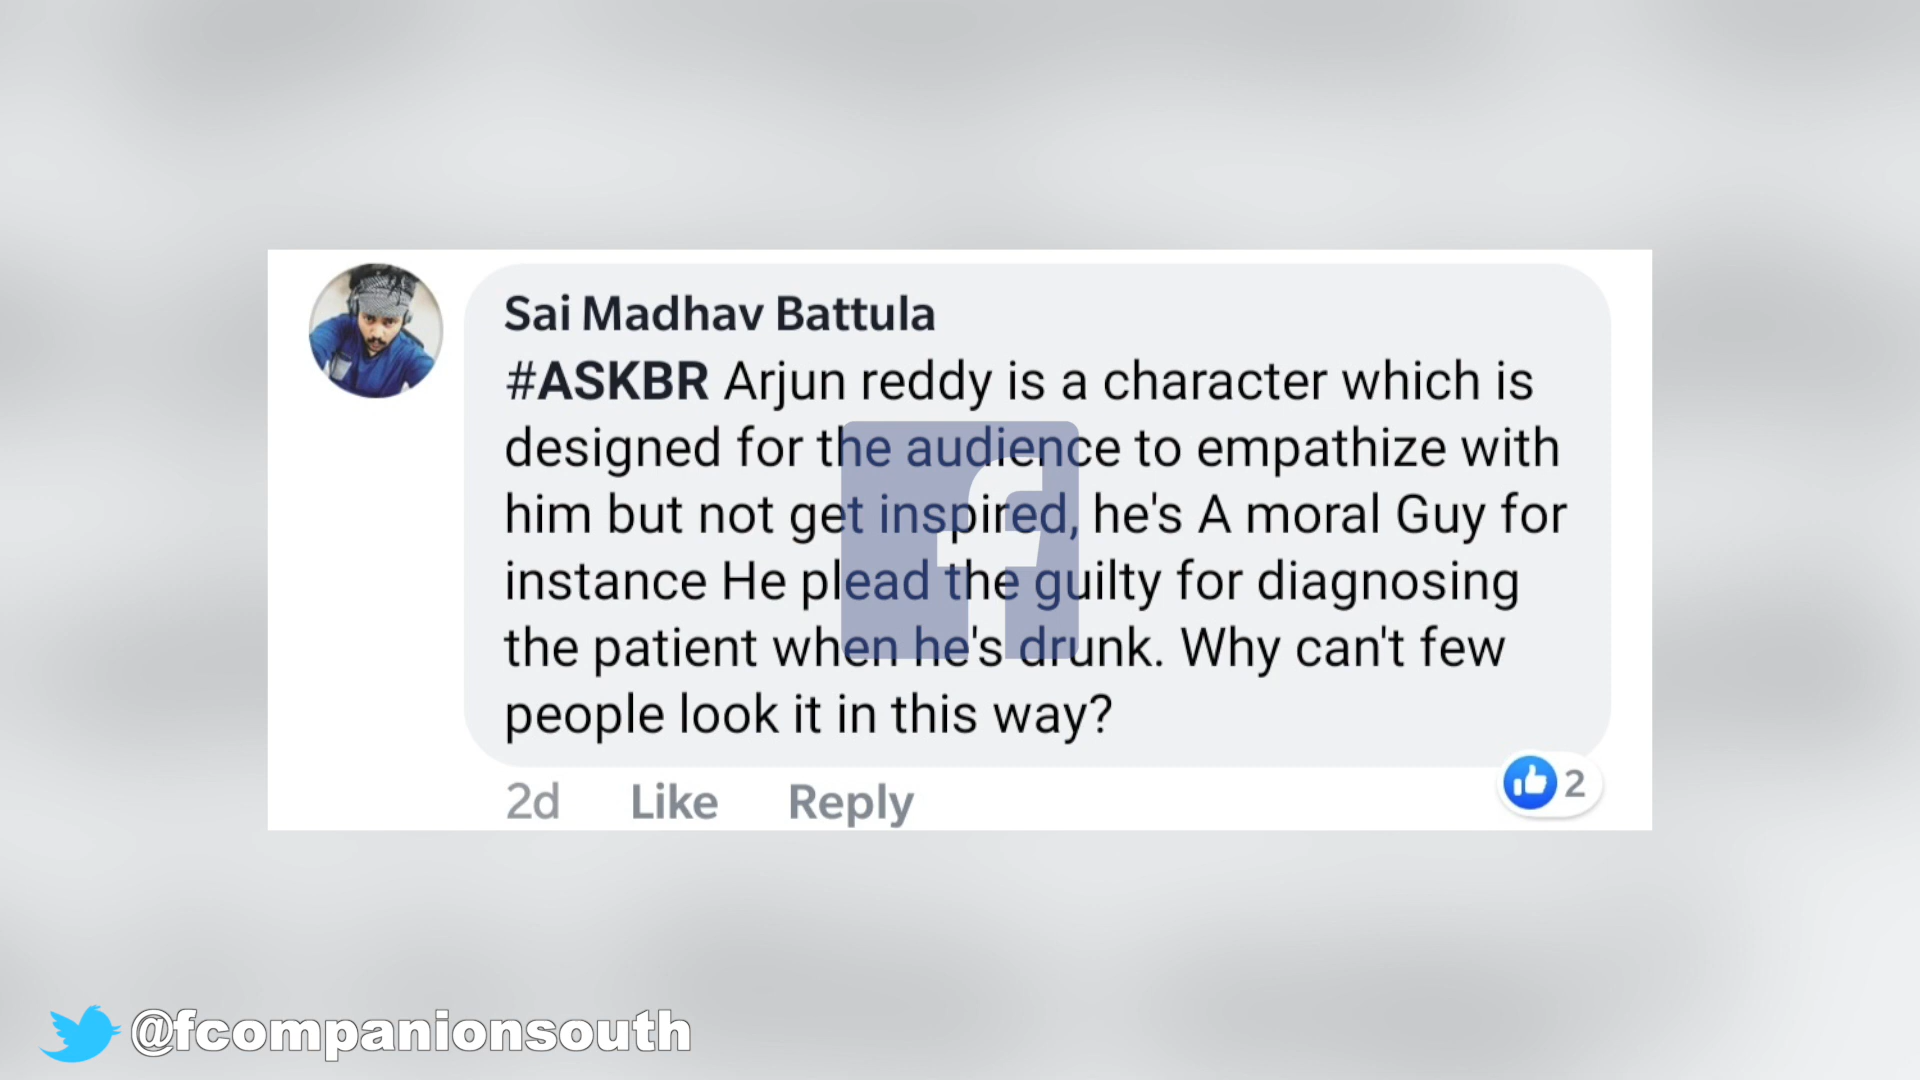 Sai Madhav Battula
#ASKBR Arjun reddy is a character which is
designed for the audience to empathize with
him but not get inspired, he's A moral Guy for
instance He plead the guilty for diagnosing
the patient when he's drunk. Why can't few
people look it in this way?
2d Like Reply 2
@fcompanionsouth